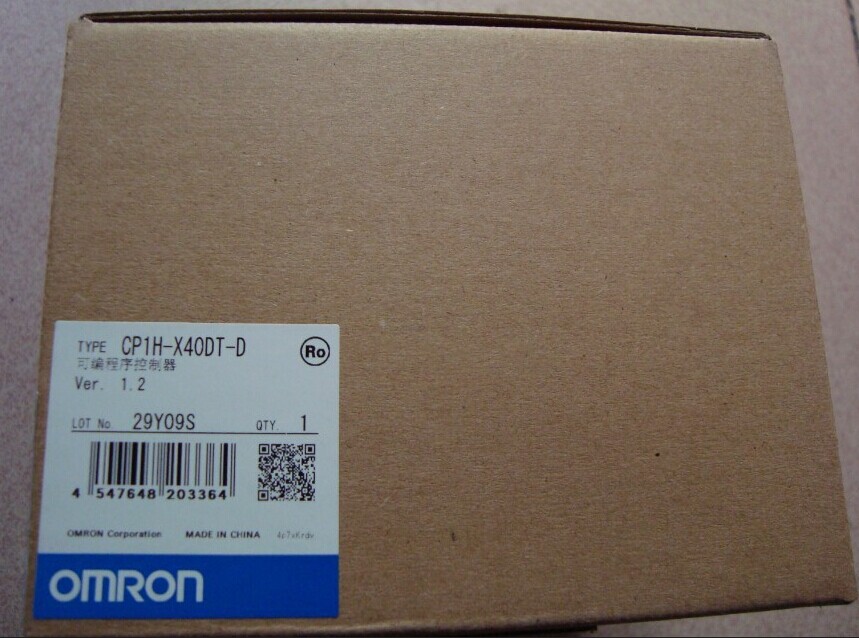 TYPE CP1H-X40DT-D
Ro
可编程序控制器
Ver. 1.2
LOT No. 29Y09S QTY. 1
4 547648 203364
OMRON Corporation MADE IN CHINA
OMRON